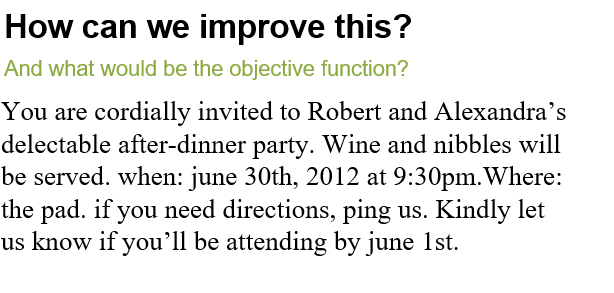 How can we improve this?
And what would be the objective function?
You are cordially invited to Robert and Alexandra’s
delectable after-dinner party. Wine and nibbles will
be served. when: june 30th, 2012 at 9:30pm.Where:
the pad. if you need directions, ping us. Kindly let
us know if you’ll be attending by june 1st.